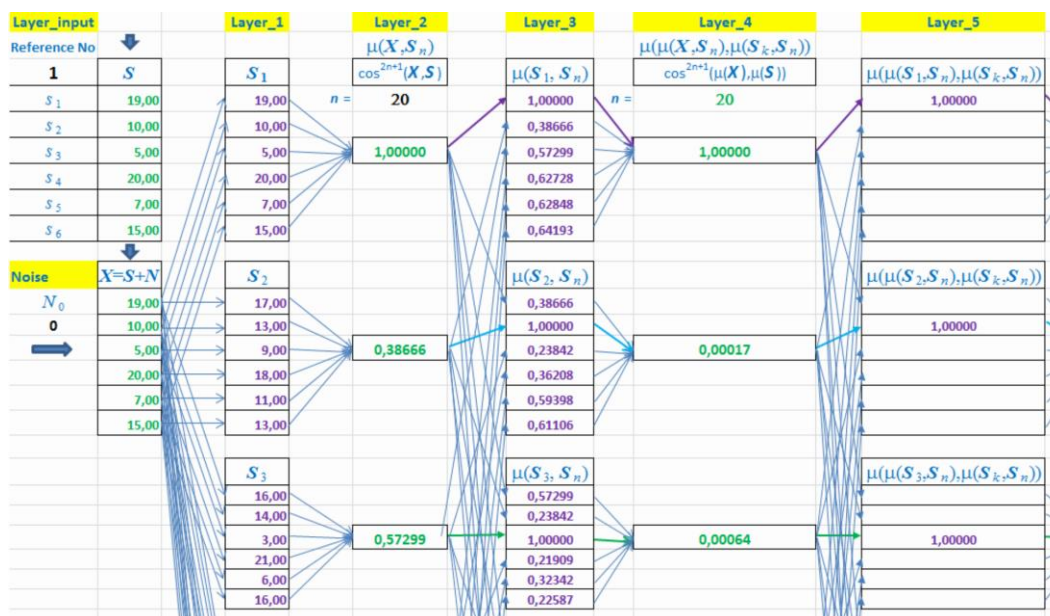 Layer_input Layer_1 Layer_2 Layer_3 Layer_4 Layer_5
Reference No μ(X,Sₙ) μ(μ(X,Sₙ),μ(Sₖ,Sₙ))
1 S S₁ cos²ⁿ⁺¹(X,S) μ(S₁, Sₙ) cos²ⁿ⁺¹(μ(X),μ(S)) μ(μ(S₁,Sₙ),μ(Sₖ,Sₙ))
s₁ 19,00 19,00 n = 20 1,00000 n = 20 1,00000
s₂ 10,00 10,00 0,38666
s₃ 5,00 5,00 1,00000 0,57299 1,00000
s₄ 20,00 20,00 0,62728
s₅ 7,00 7,00 0,62848
s₆ 15,00 15,00 0,64193
Noise X=S+N S₂ μ(S₂, Sₙ) μ(μ(S₂,Sₙ),μ(Sₖ,Sₙ))
N₀ 19,00 17,00 0,38666
0 10,00 13,00 1,00000 1,00000
5,00 9,00 0,38666 0,23842 0,00017
20,00 18,00 0,36208
7,00 11,00 0,59398
15,00 13,00 0,61106
S₃ μ(S₃, Sₙ) μ(μ(S₃,Sₙ),μ(Sₖ,Sₙ))
16,00 0,57299
14,00 0,23842
3,00 0,57299 1,00000 0,00064 1,00000
21,00 0,21909
6,00 0,32342
16,00 0,22587